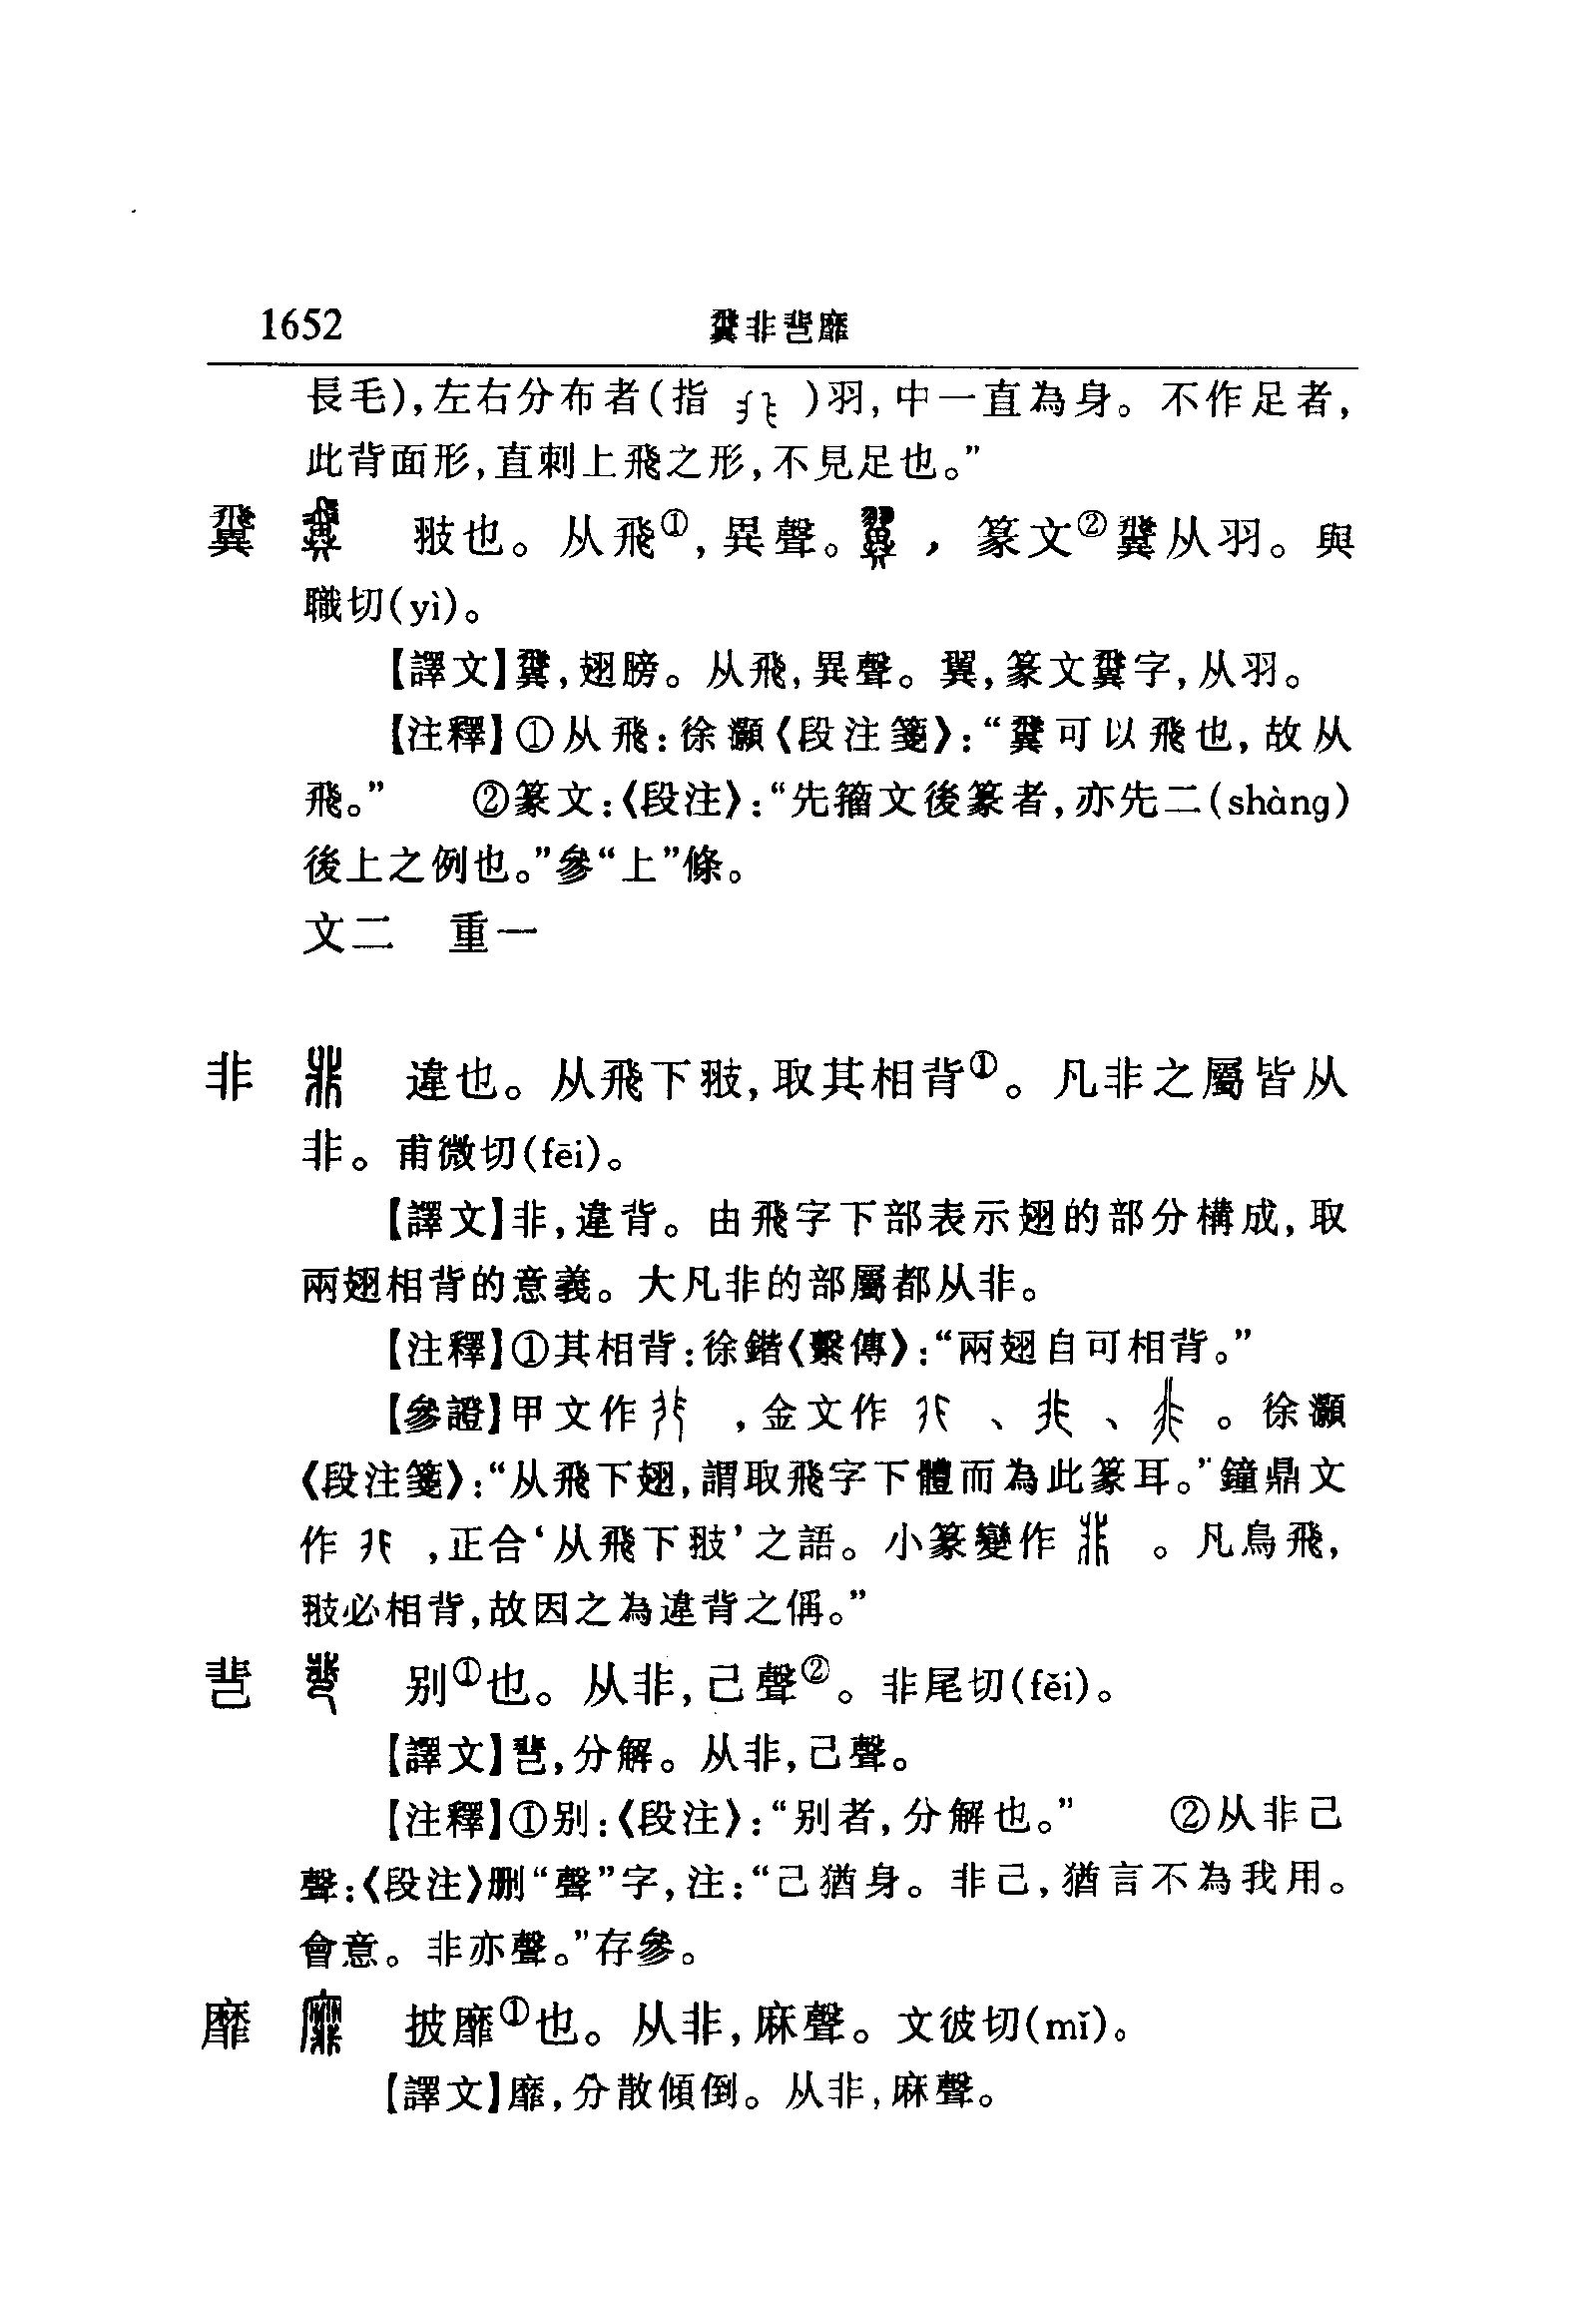 1652 䬞非𩇨靡
長毛),左右分布者(指 )羽,中一直為身。不作足者,
此背面形,直刺上飛之形,不見足也。”
䬞 翄也。从飛①,異聲。 , 篆文②䬞从羽。與
職切(yì)。
【譯文】䬞,翅膀。从飛,異聲。翼,篆文䬞字,从羽。
【注釋】①从飛:徐灝《段注箋》:“䬞可以飛也,故从
飛。” ②篆文:《段注》:“先籀文後篆者,亦先二(shàng)
後上之例也。”參“上”條。
文二 重一
非 違也。从飛下翄,取其相背①。凡非之屬皆从
非。甫微切(fēi)。
【譯文】非,違背。由飛字下部表示翅的部分構成,取
兩翅相背的意義。大凡非的部屬都从非。
【注釋】①其相背:徐鍇《繫傳》:“兩翅自可相背。”
【參證】甲文作 ,金文作 、 、 。徐灝
《段注箋》:“从飛下翅,謂取飛字下體而為此篆耳。”鐘鼎文
作 ,正合‘从飛下翄’之語。小篆變作 。凡鳥飛,
翄必相背,故因之為違背之偁。”
𩇨 别①也。从非,己聲②。非尾切(fěi)。
【譯文】𩇨,分解。从非,己聲。
【注釋】①别:《段注》:“别者,分解也。” ②从非己
聲:《段注》删“聲”字,注:“己猶身。非己,猶言不為我用。
會意。非亦聲。”存參。
靡 披靡①也。从非,麻聲。文彼切(mǐ)。
【譯文】靡,分散傾倒。从非,麻聲。